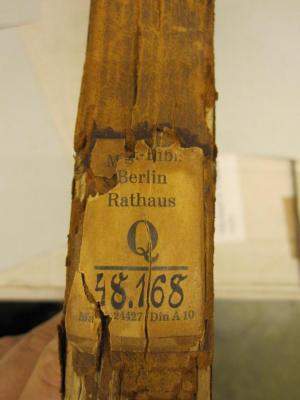 Berlin
Rathaus
Q
48.168
24427 Din A 10